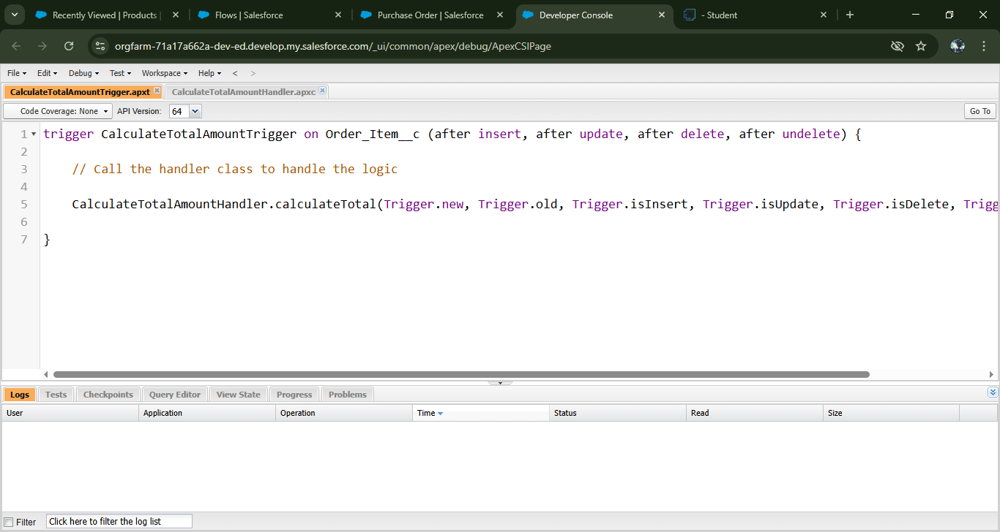 Recently Viewed | Products |
Flows | Salesforce
Purchase Order | Salesforce
Developer Console
- Student
orgfarm-71a17a662a-dev-ed.develop.my.salesforce.com/_ui/common/apex/debug/ApexCSIPage
File Edit Debug Test Workspace Help < >
CalculateTotalAmountTrigger.apxt CalculateTotalAmountHandler.apxc
Code Coverage: None API Version: 64 Go To
1 trigger CalculateTotalAmountTrigger on Order_Item__c (after insert, after update, after delete, after undelete) {
2
3 // Call the handler class to handle the logic
4
5 CalculateTotalAmountHandler.calculateTotal(Trigger.new, Trigger.old, Trigger.isInsert, Trigger.isUpdate, Trigger.isDelete, Trigg
6
7 }
Logs Tests Checkpoints Query Editor View State Progress Problems
User Application Operation Time Status Read Size
Filter Click here to filter the log list